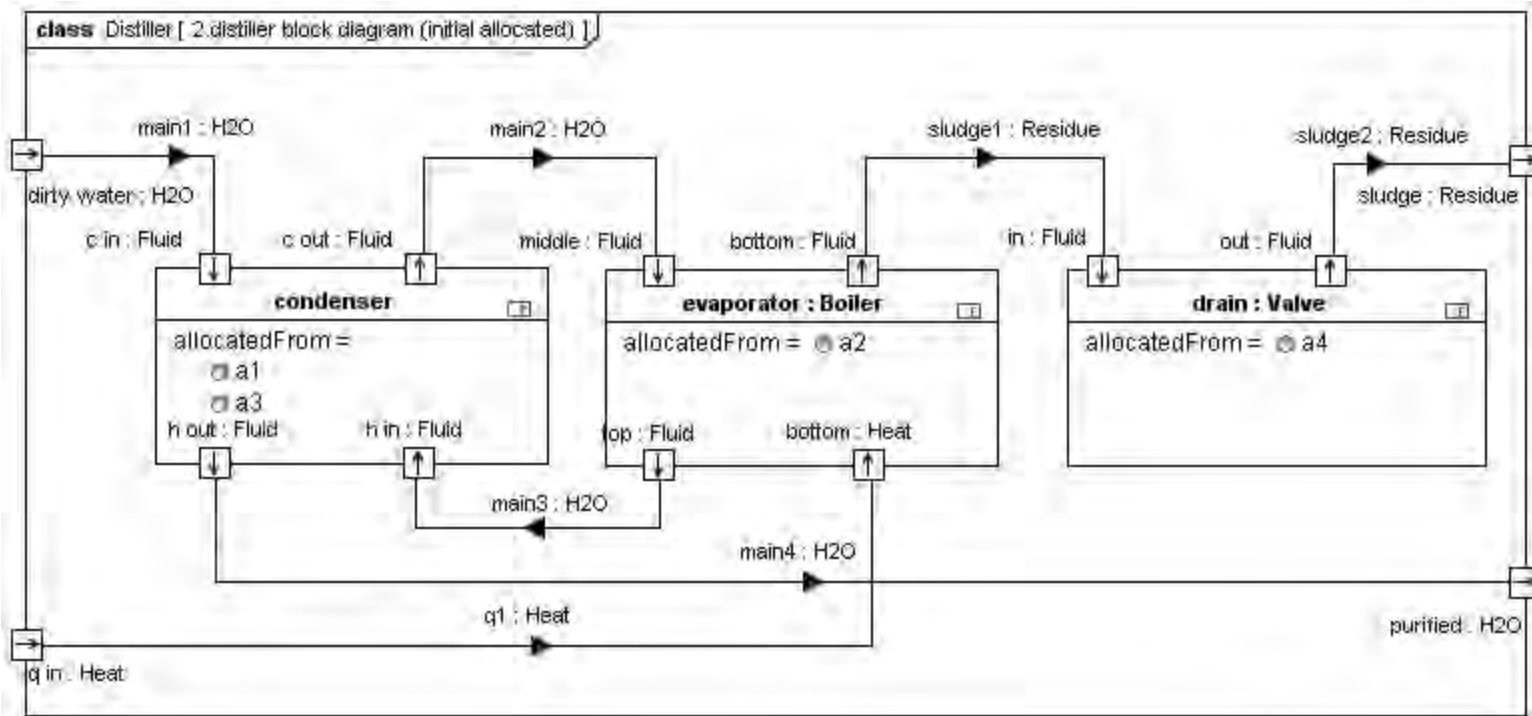 class Distiller [ 2.distiller block diagram (initial allocated) ]
main1 : H2O
main2 : H2O
sludge1 : Residue
sludge2 : Residue
dirty water : H2O
sludge : Residue
c in : Fluid
c out : Fluid
middle : Fluid
bottom : Fluid
in : Fluid
out : Fluid
condenser
evaporator : Boiler
drain : Valve
allocatedFrom =
a1
a3
allocatedFrom = a2
allocatedFrom = a4
h out : Fluid
h in : Fluid
top : Fluid
bottom : Heat
main3 : H2O
main4 : H2O
q1 : Heat
purified : H2O
q in : Heat